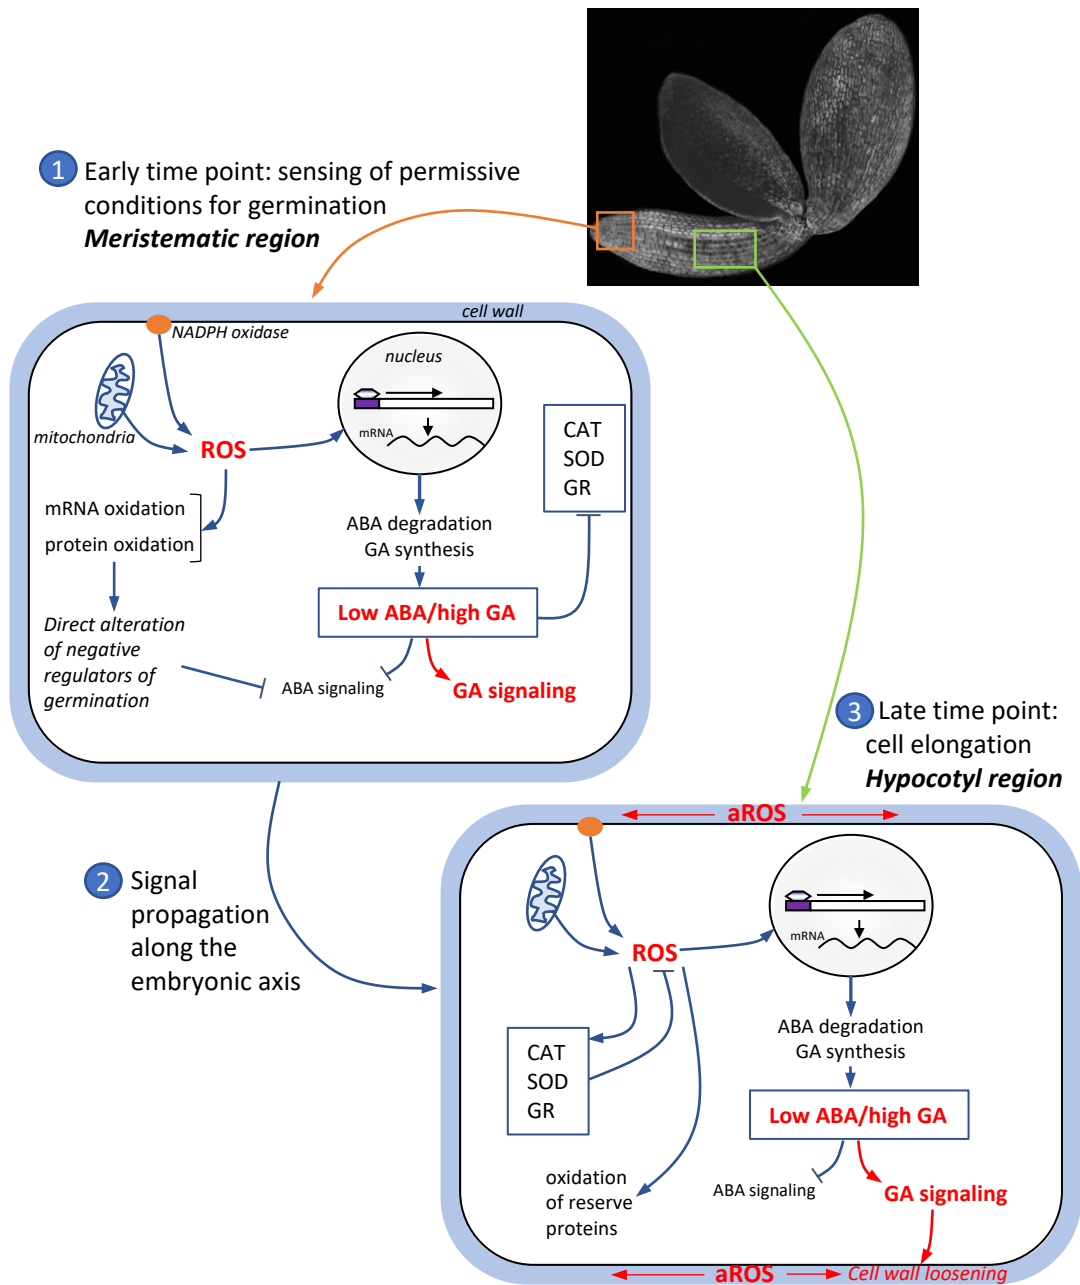 1 Early time point: sensing of permissive
conditions for germination
Meristematic region
cell wall
NADPH oxidase
nucleus
mitochondria
mRNA
ROS
CAT
SOD
GR
mRNA oxidation
protein oxidation
ABA degradation
GA synthesis
Low ABA/high GA
Direct alteration
of negative
regulators of
germination
ABA signaling
GA signaling
2 Signal
propagation
along the
embryonic axis
3 Late time point:
cell elongation
Hypocotyl region
aROS
mRNA
ROS
CAT
SOD
GR
ABA degradation
GA synthesis
Low ABA/high GA
oxidation
of reserve
proteins
ABA signaling
GA signaling
aROS
Cell wall loosening